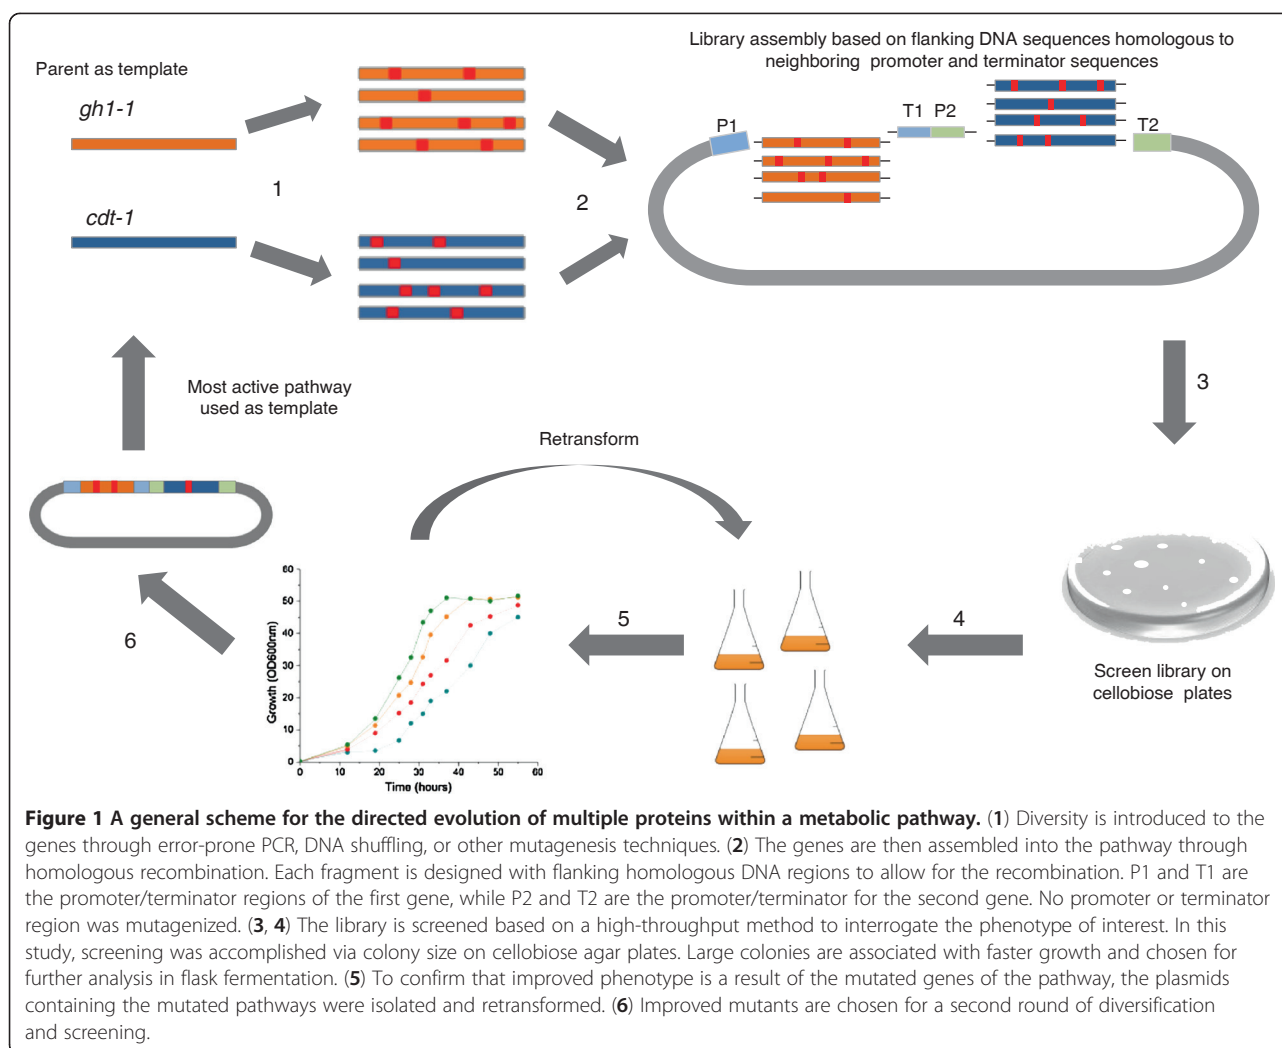 Library assembly based on flanking DNA sequences homologous to
neighboring promoter and terminator sequences
Parent as template
gh1-1
cdt-1
1
2
P1
T1 P2
T2
3
Most active pathway
used as template
Retransform
6
5
4
Screen library on
cellobiose plates
Growth (OD600nm)
60
50
40
30
20
10
0
0 10 20 30 40 50 60
Time (hours)
Figure 1 A general scheme for the directed evolution of multiple proteins within a metabolic pathway. (1) Diversity is introduced to the
genes through error-prone PCR, DNA shuffling, or other mutagenesis techniques. (2) The genes are then assembled into the pathway through
homologous recombination. Each fragment is designed with flanking homologous DNA regions to allow for the recombination. P1 and T1 are
the promoter/terminator regions of the first gene, while P2 and T2 are the promoter/terminator for the second gene. No promoter or terminator
region was mutagenized. (3, 4) The library is screened based on a high-throughput method to interrogate the phenotype of interest. In this
study, screening was accomplished via colony size on cellobiose agar plates. Large colonies are associated with faster growth and chosen for
further analysis in flask fermentation. (5) To confirm that improved phenotype is a result of the mutated genes of the pathway, the plasmids
containing the mutated pathways were isolated and retransformed. (6) Improved mutants are chosen for a second round of diversification
and screening.